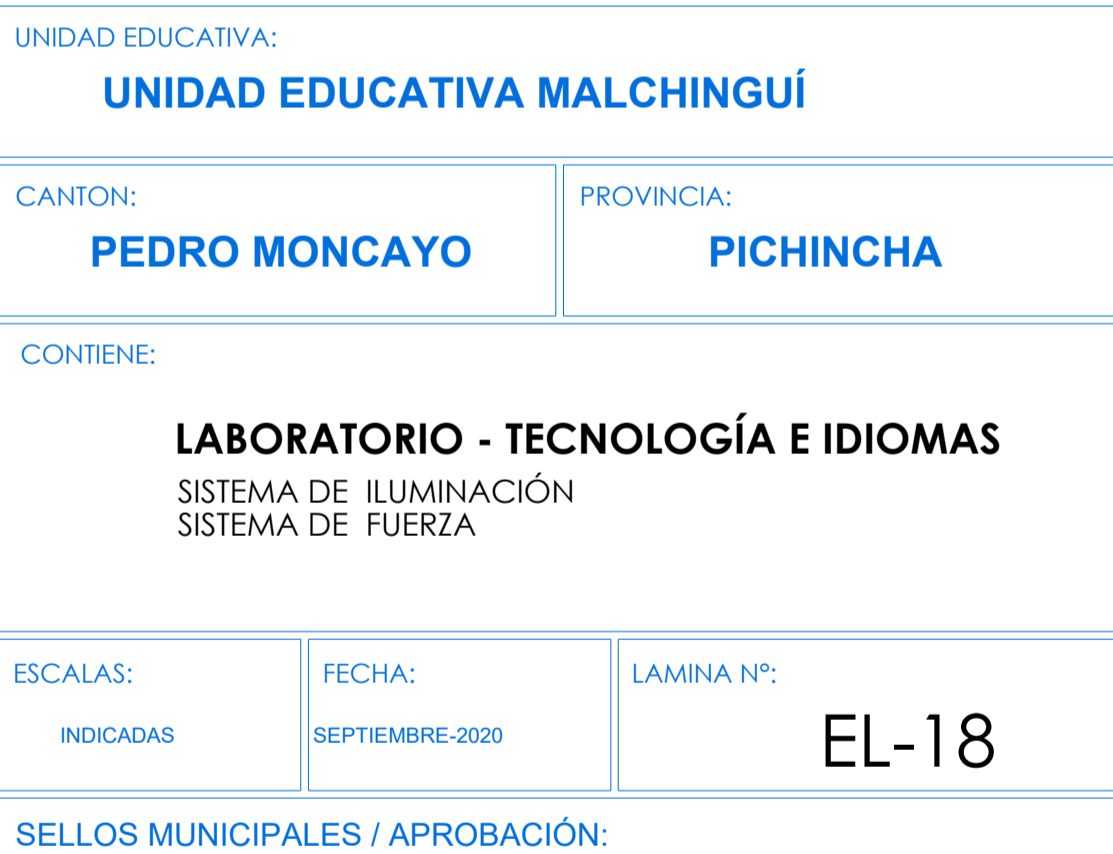 UNIDAD EDUCATIVA:
UNIDAD EDUCATIVA MALCHINGUÍ
CANTON:
PROVINCIA:
PEDRO MONCAYO
PICHINCHA
CONTIENE:
LABORATORIO - TECNOLOGÍA E IDIOMAS
SISTEMA DE ILUMINACIÓN
SISTEMA DE FUERZA
ESCALAS:
FECHA:
LAMINA Nº:
INDICADAS
SEPTIEMBRE-2020
EL-18
SELLOS MUNICIPALES / APROBACIÓN: